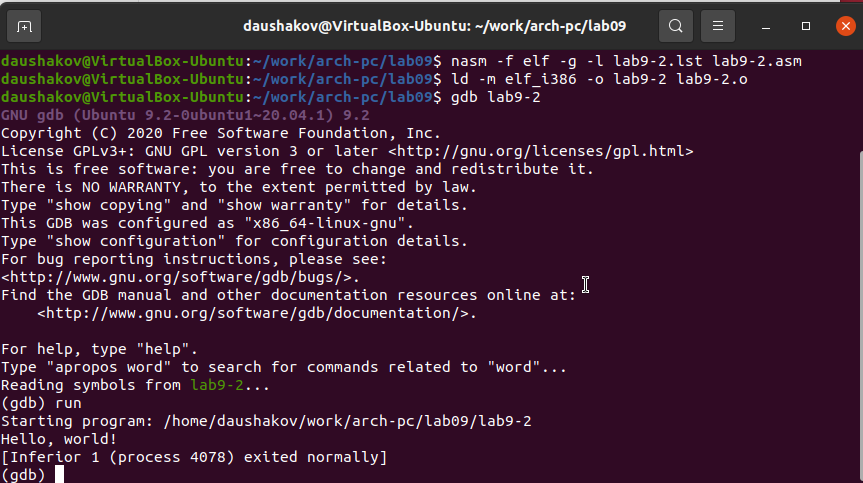 daushakov@VirtualBox-Ubuntu: ~/work/arch-pc/lab09
daushakov@VirtualBox-Ubuntu:~/work/arch-pc/lab09$ nasm -f elf -g -l lab9-2.lst lab9-2.asm
daushakov@VirtualBox-Ubuntu:~/work/arch-pc/lab09$ ld -m elf_i386 -o lab9-2 lab9-2.o
daushakov@VirtualBox-Ubuntu:~/work/arch-pc/lab09$ gdb lab9-2
GNU gdb (Ubuntu 9.2-0ubuntu1~20.04.1) 9.2
Copyright (C) 2020 Free Software Foundation, Inc.
License GPLv3+: GNU GPL version 3 or later <http://gnu.org/licenses/gpl.html>
This is free software: you are free to change and redistribute it.
There is NO WARRANTY, to the extent permitted by law.
Type "show copying" and "show warranty" for details.
This GDB was configured as "x86_64-linux-gnu".
Type "show configuration" for configuration details.
For bug reporting instructions, please see:
<http://www.gnu.org/software/gdb/bugs/>.
Find the GDB manual and other documentation resources online at:
    <http://www.gnu.org/software/gdb/documentation/>.

For help, type "help".
Type "apropos word" to search for commands related to "word"...
Reading symbols from lab9-2...
(gdb) run
Starting program: /home/daushakov/work/arch-pc/lab09/lab9-2
Hello, world!
[Inferior 1 (process 4078) exited normally]
(gdb)